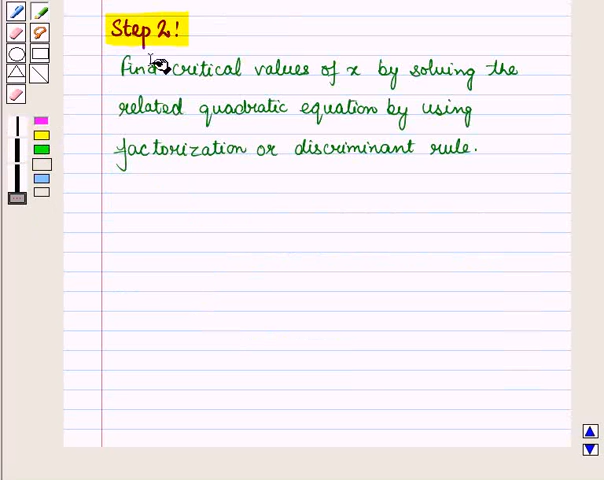 Step 2!
Find critical values of x by solving the
related quadratic equation by using
factorization or discriminant rule.